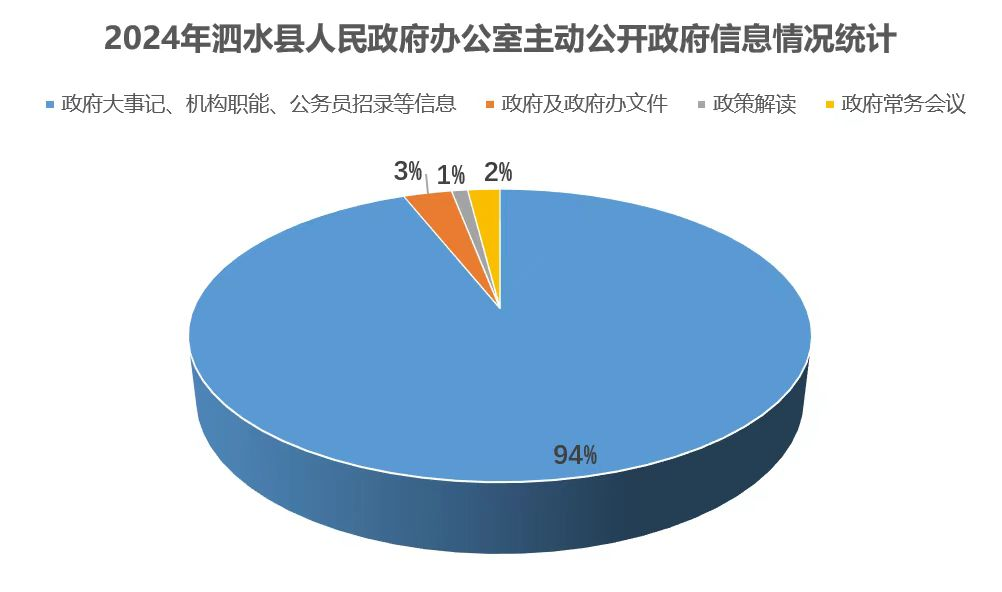 2024年泗水县人民政府办公室主动公开政府信息情况统计
政府大事记、机构职能、公务员招录等信息 政府及政府办文件 政策解读 政府常务会议
3% 1% 2%
94%